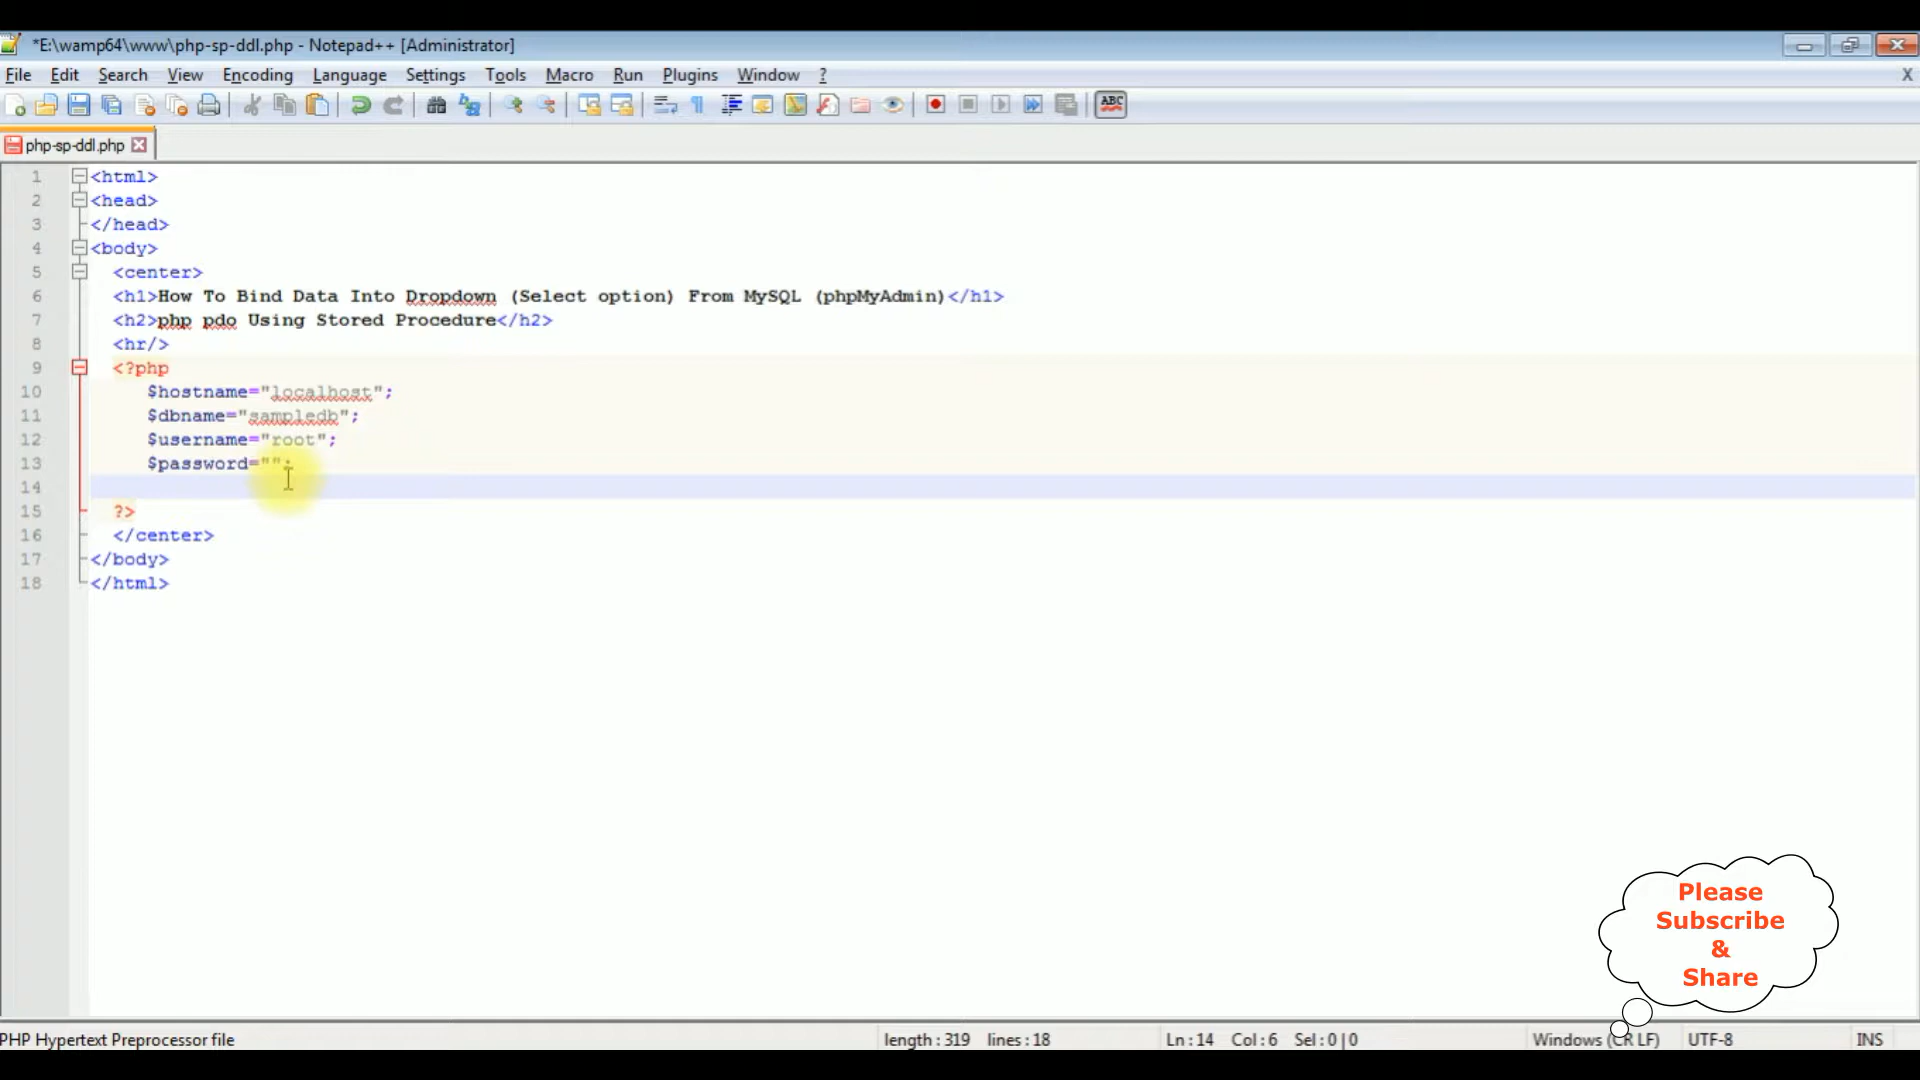 *E:\wamp64\www\php-sp-ddl.php - Notepad++ [Administrator]
File Edit Search View Encoding Language Settings Tools Macro Run Plugins Window ? X
ABC
php-sp-ddl.php
1 <html>
2 <head>
3 </head>
4 <body>
5 <center>
6 <h1>How To Bind Data Into Dropdown (Select option) From MySQL (phpMyAdmin)</h1>
7 <h2>php pdo Using Stored Procedure</h2>
8 <hr/>
9 <?php
10 $hostname="localhost";
11 $dbname="sampledb";
12 $username="root";
13 $password="";
14
15 ?>
16 </center>
17 </body>
18 </html>
Please
Subscribe
&
Share
PHP Hypertext Preprocessor file length : 319 lines : 18 Ln : 14 Col : 6 Sel : 0 | 0 Windows (CR LF) UTF-8 INS